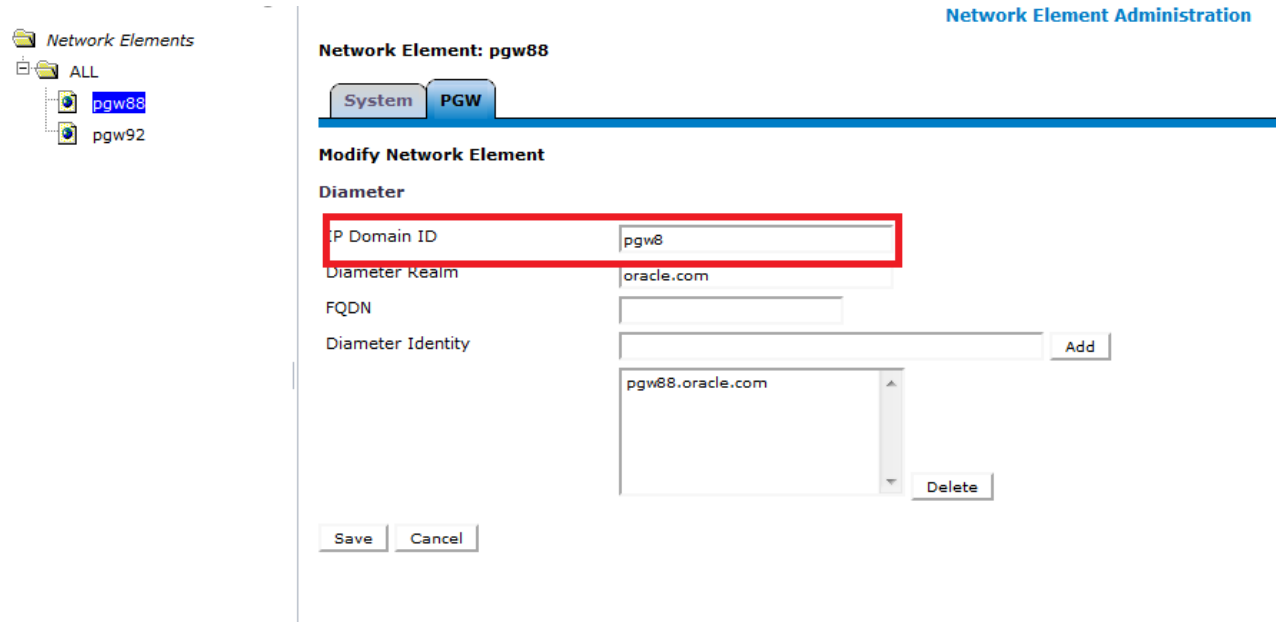 Network Element Administration
Network Elements
ALL
pgw88
pgw92
Network Element: pgw88
System PGW
Modify Network Element
Diameter
IP Domain ID pgw8
Diameter Realm oracle.com
FQDN
Diameter Identity Add
pgw88.oracle.com
Delete
Save Cancel